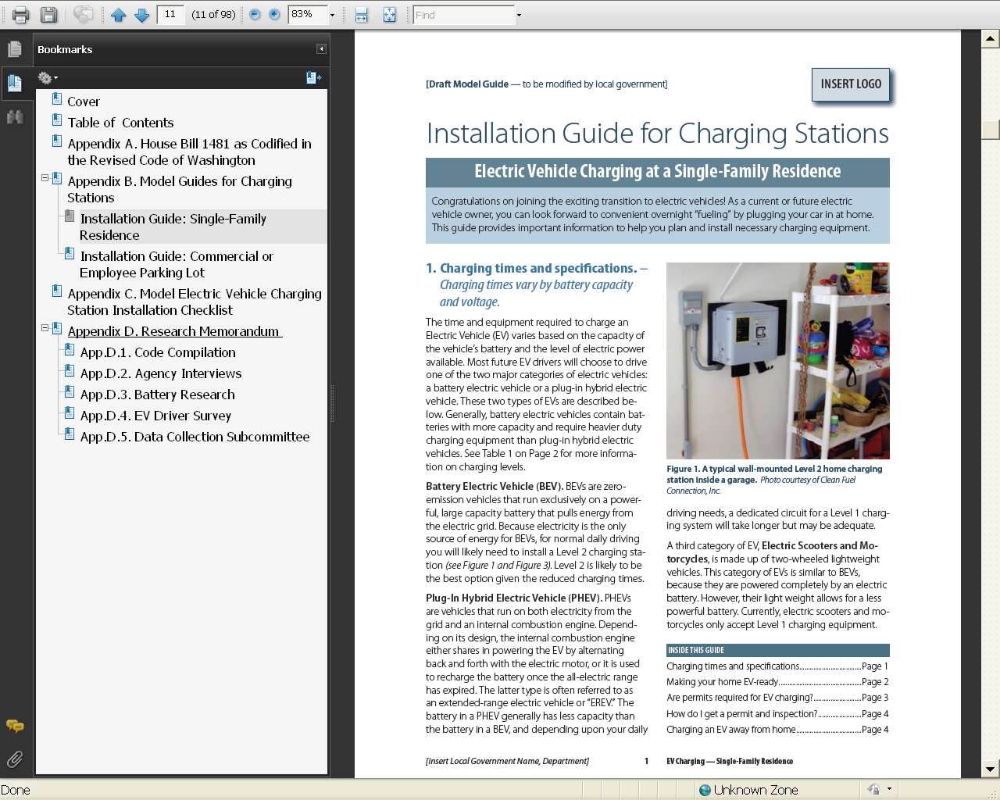 11
(11 of 98)
83%
Find
Bookmarks
Cover
Table of Contents
Appendix A. House Bill 1481 as Codified in
the Revised Code of Washington
Appendix B. Model Guides for Charging
Stations
Installation Guide: Single-Family
Residence
Installation Guide: Commercial or
Employee Parking Lot
Appendix C. Model Electric Vehicle Charging
Station Installation Checklist
Appendix D. Research Memorandum
App.D.1. Code Compilation
App.D.2. Agency Interviews
App.D.3. Battery Research
App.D.4. EV Driver Survey
App.D.5. Data Collection Subcommittee
[Draft Model Guide — to be modified by local government]
INSERT LOGO
Installation Guide for Charging Stations
Electric Vehicle Charging at a Single-Family Residence
Congratulations on joining the exciting transition to electric vehicles! As a current or future electric
vehicle owner, you can look forward to convenient overnight "fueling" by plugging your car in at home.
This guide provides important information to help you plan and install necessary charging equipment.
1. Charging times and specifications. –
Charging times vary by battery capacity
and voltage.
The time and equipment required to charge an
Electric Vehicle (EV) varies based on the capacity of
the vehicle's battery and the level of electric power
available. Most future EV drivers will choose to drive
one of the two major categories of electric vehicles:
a battery electric vehicle or a plug-in hybrid electric
vehicle. These two types of EVs are described be-
low. Generally, battery electric vehicles contain bat-
teries with more capacity and require heavier duty
charging equipment than plug-in hybrid electric
vehicles. See Table 1 on Page 2 for more informa-
tion on charging levels.
Battery Electric Vehicle (BEV). BEVs are zero-
emission vehicles that run exclusively on a power-
ful, large capacity battery that pulls energy from
the electric grid. Because electricity is the only
source of energy for BEVs, for normal daily driving
you will likely need to install a Level 2 charging sta-
tion (see Figure 1 and Figure 3). Level 2 is likely to be
the best option given the reduced charging times.
Plug-In Hybrid Electric Vehicle (PHEV). PHEVs
are vehicles that run on both electricity from the
grid and an internal combustion engine. Depend-
ing on its design, the internal combustion engine
either shares in powering the EV by alternating
back and forth with the electric motor, or it is used
to recharge the battery once the all-electric range
has expired. The latter type is often referred to as
an extended-range electric vehicle or "EREV." The
battery in a PHEV generally has less capacity than
the battery in a BEV, and depending upon your daily
Figure 1. A typical wall-mounted Level 2 home charging
station inside a garage. Photo courtesy of Clean Fuel
Connection, Inc.
driving needs, a dedicated circuit for a Level 1 charg-
ing system will take longer but may be adequate.
A third category of EV, Electric Scooters and Mo-
torcycles, is made up of two-wheeled lightweight
vehicles. This category of EVs is similar to BEVs,
because they are powered completely by an electric
battery. However, their light weight allows for a less
powerful battery. Currently, electric scooters and mo-
torcycles only accept Level 1 charging equipment.
INSIDE THIS GUIDE
Charging times and specifications.................................Page 1
Making your home EV-ready..........................................Page 2
Are permits required for EV charging?.........................Page 3
How do I get a permit and inspection?......................Page 4
Charging an EV away from home.................................Page 4
[insert Local Government Name, Department]
1
EV Charging — Single-Family Residence
Done
Unknown Zone